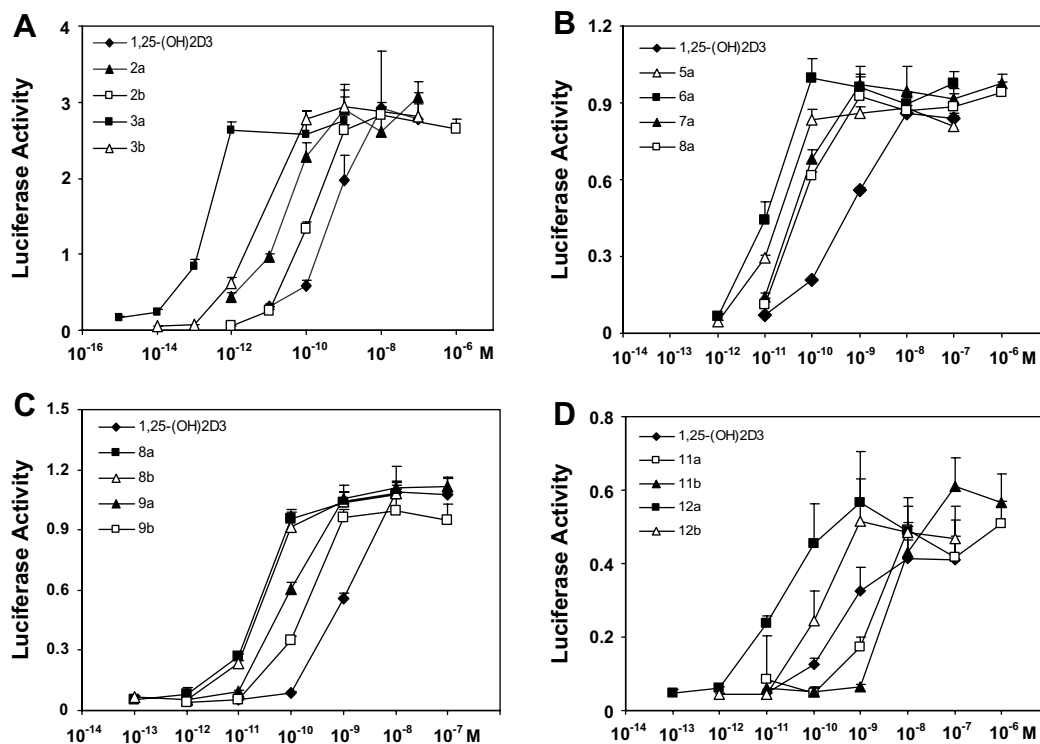 A
Luciferase Activity
4
3
2
1
0
1,25-(OH)2D3
2a
2b
3a
3b
10-16 10-14 10-12 10-10 10-8 10-6 M
B
Luciferase Activity
1.2
0.9
0.6
0.3
0
1,25-(OH)2D3
5a
6a
7a
8a
10-14 10-13 10-12 10-11 10-10 10-9 10-8 10-7 10-6 M
C
Luciferase Activity
1.5
1.2
0.9
0.6
0.3
0
1,25-(OH)2D3
8a
8b
9a
9b
10-14 10-13 10-12 10-11 10-10 10-9 10-8 10-7 M
D
Luciferase Activity
0.8
0.6
0.4
0.2
0
1,25-(OH)2D3
11a
11b
12a
12b
10-14 10-13 10-12 10-11 10-10 10-9 10-8 10-7 10-6 M